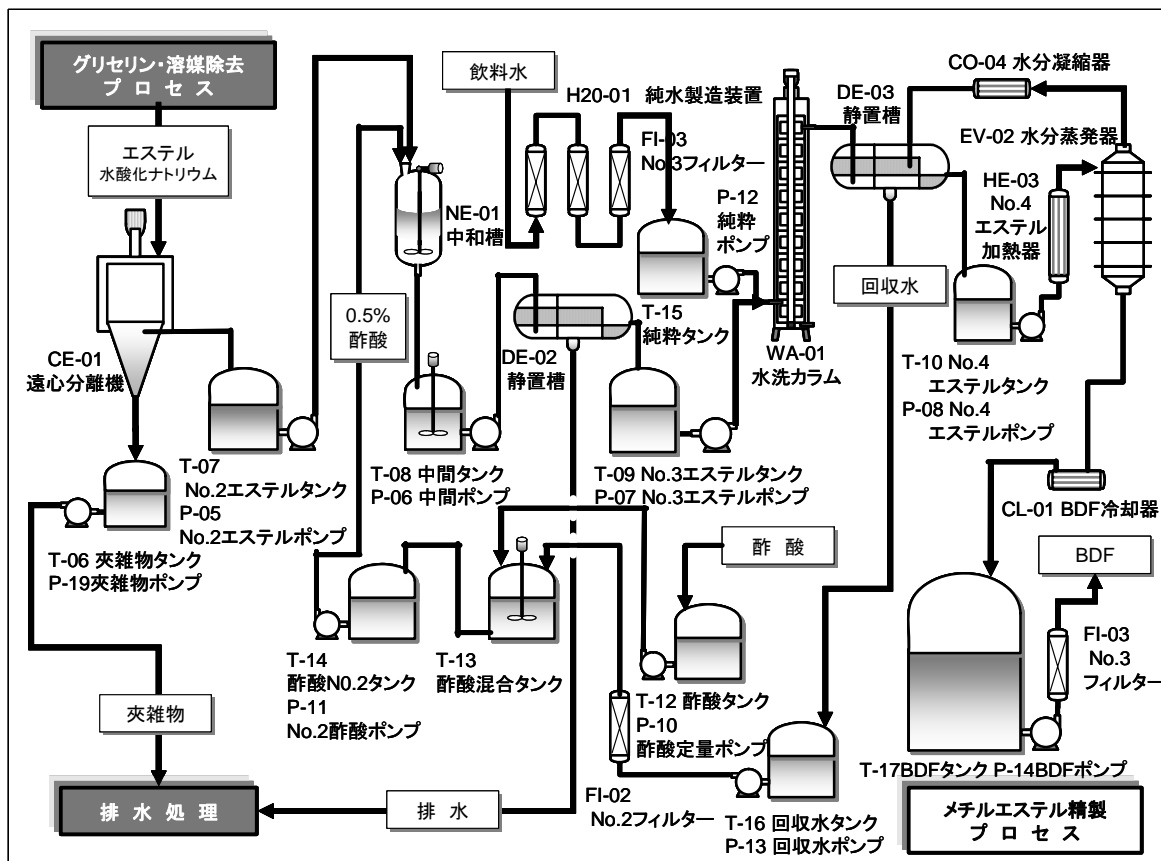 グリセリン・溶媒除去
プロセス
エステル
水酸化ナトリウム
CE-01
遠心分離機
T-07
No.2エステルタンク
P-05
No.2エステルポンプ
T-06 夾雑物タンク
P-19夾雑物ポンプ
夾雑物
排水処理
飲料水
H20-01 純水製造装置
NE-01
中和槽
0.5%
酢酸
FI-03
No.3フィルター
P-12
純粋
ポンプ
T-15
純粋タンク
DE-02
静置槽
T-08 中間タンク
P-06 中間ポンプ
T-09 No.3エステルタンク
P-07 No.3エステルポンプ
WA-01
水洗カラム
DE-03
静置槽
CO-04 水分凝縮器
EV-02 水分蒸発器
HE-03
No.4
エステル
加熱器
回収水
T-10 No.4
エステルタンク
P-08 No.4
エステルポンプ
CL-01 BDF冷却器
酢酸
BDF
T-14
酢酸N0.2タンク
P-11
No.2酢酸ポンプ
T-13
酢酸混合タンク
T-12 酢酸タンク
P-10
酢酸定量ポンプ
FI-02
No.2フィルター
T-16 回収水タンク
P-13 回収水ポンプ
FI-03
No.3
フィルター
T-17BDFタンク P-14BDFポンプ
排水
メチルエステル精製
プロセス